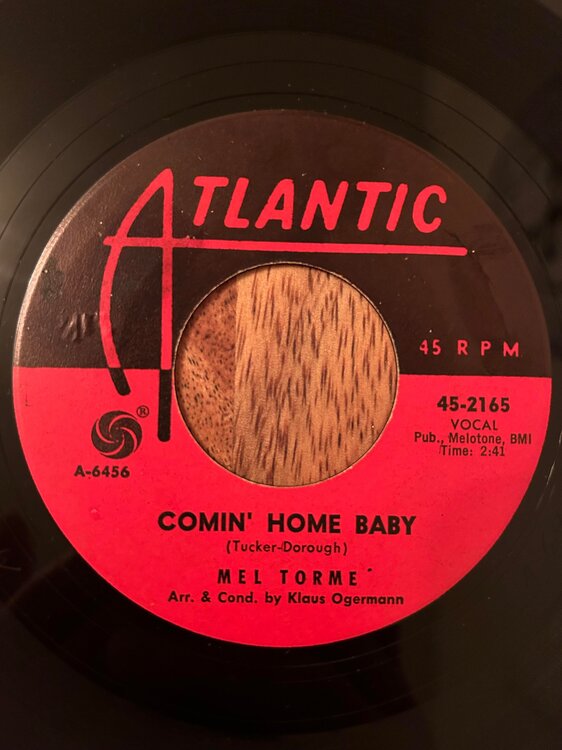 ATLANTIC
45 RPM
45-2165
VOCAL
Pub., Melotone, BMI
Time: 2:41
®
A-6456
COMIN' HOME BABY
(Tucker-Dorough)
MEL TORME
Arr. & Cond. by Klaus Ogermann